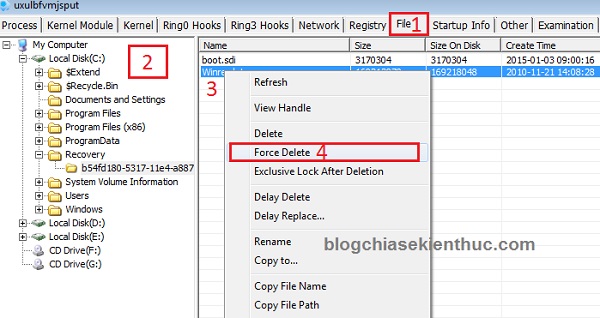 uxulbfvmjsput
Process Kernel Module Kernel Ring0 Hooks Ring3 Hooks Network Registry File 1 Startup Info Other Examination
My Computer
Local Disk(C:)
$Extend
$Recycle.Bin
Documents and Settings
Program Files
Program Files (x86)
ProgramData
Recovery
b54fd180-5317-11e4-a887
System Volume Information
Users
Windows
Local Disk(D:)
Local Disk(E:)
CD Drive(F:)
CD Drive(G:)
2
Name Size Size On Disk Create Time
boot.sdi 3170304 3170304 2015-01-03 09:00:16
169218048 2010-11-21 14:08:28
3
Refresh
View Handle
Delete
Force Delete 4
Exclusive Lock After Deletion
Delay Delete
Delay Replace...
Rename
Copy to...
Copy File Name
Copy File Path
blogchiasekienthuc.com